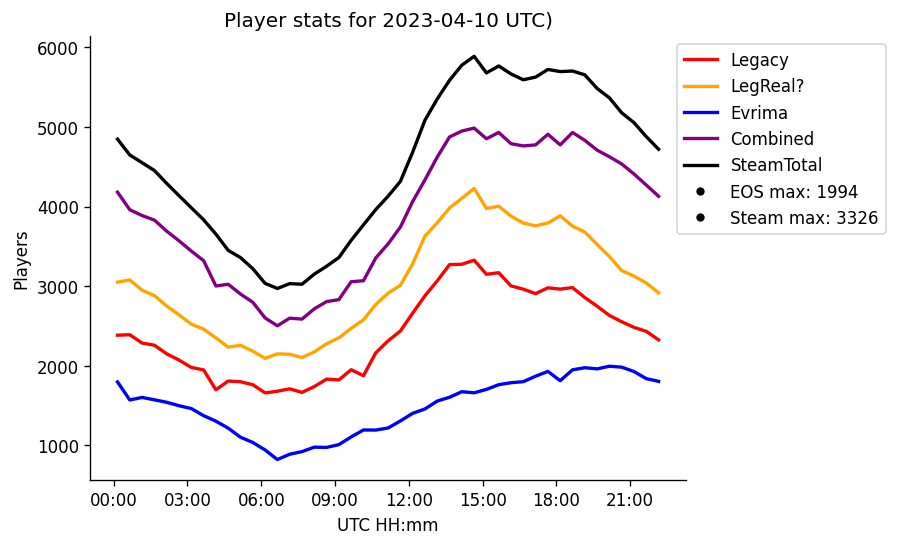 Player stats for 2023-04-10 UTC)
6000
5000
4000
3000
2000
1000
Players
00:00 03:00 06:00 09:00 12:00 15:00 18:00 21:00
UTC HH:mm
Legacy
LegReal?
Evrima
Combined
SteamTotal
EOS max: 1994
Steam max: 3326